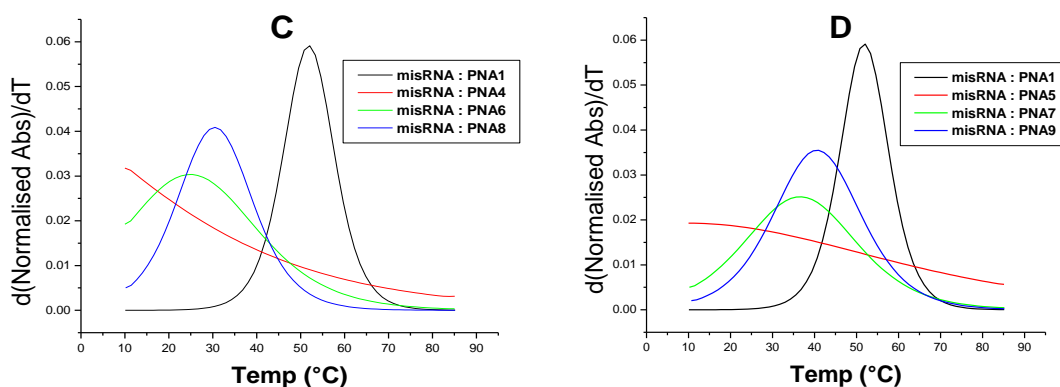 C
0.06
0.05
0.04
0.03
0.02
0.01
0.00
d(Normalised Abs)/dT
misRNA : PNA1
misRNA : PNA4
misRNA : PNA6
misRNA : PNA8
0 10 20 30 40 50 60 70 80 90
Temp (°C)
D
0.06
0.05
0.04
0.03
0.02
0.01
0.00
d(Normalised Abs)/dT
misRNA : PNA1
misRNA : PNA5
misRNA : PNA7
misRNA : PNA9
0 10 20 30 40 50 60 70 80 90
Temp (°C)